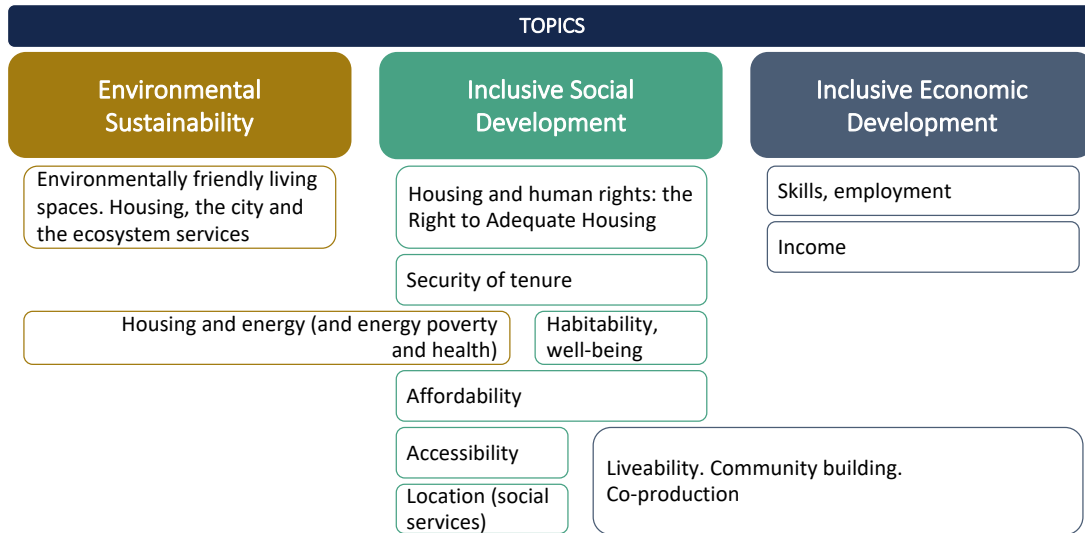 TOPICS
Environmental
Sustainability
Inclusive Social
Development
Inclusive Economic
Development
Environmentally friendly living
spaces. Housing, the city and
the ecosystem services
Housing and human rights: the
Right to Adequate Housing
Skills, employment
Income
Security of tenure
Housing and energy (and energy poverty
and health)
Habitability,
well-being
Affordability
Accessibility
Location (social
services)
Liveability. Community building.
Co-production